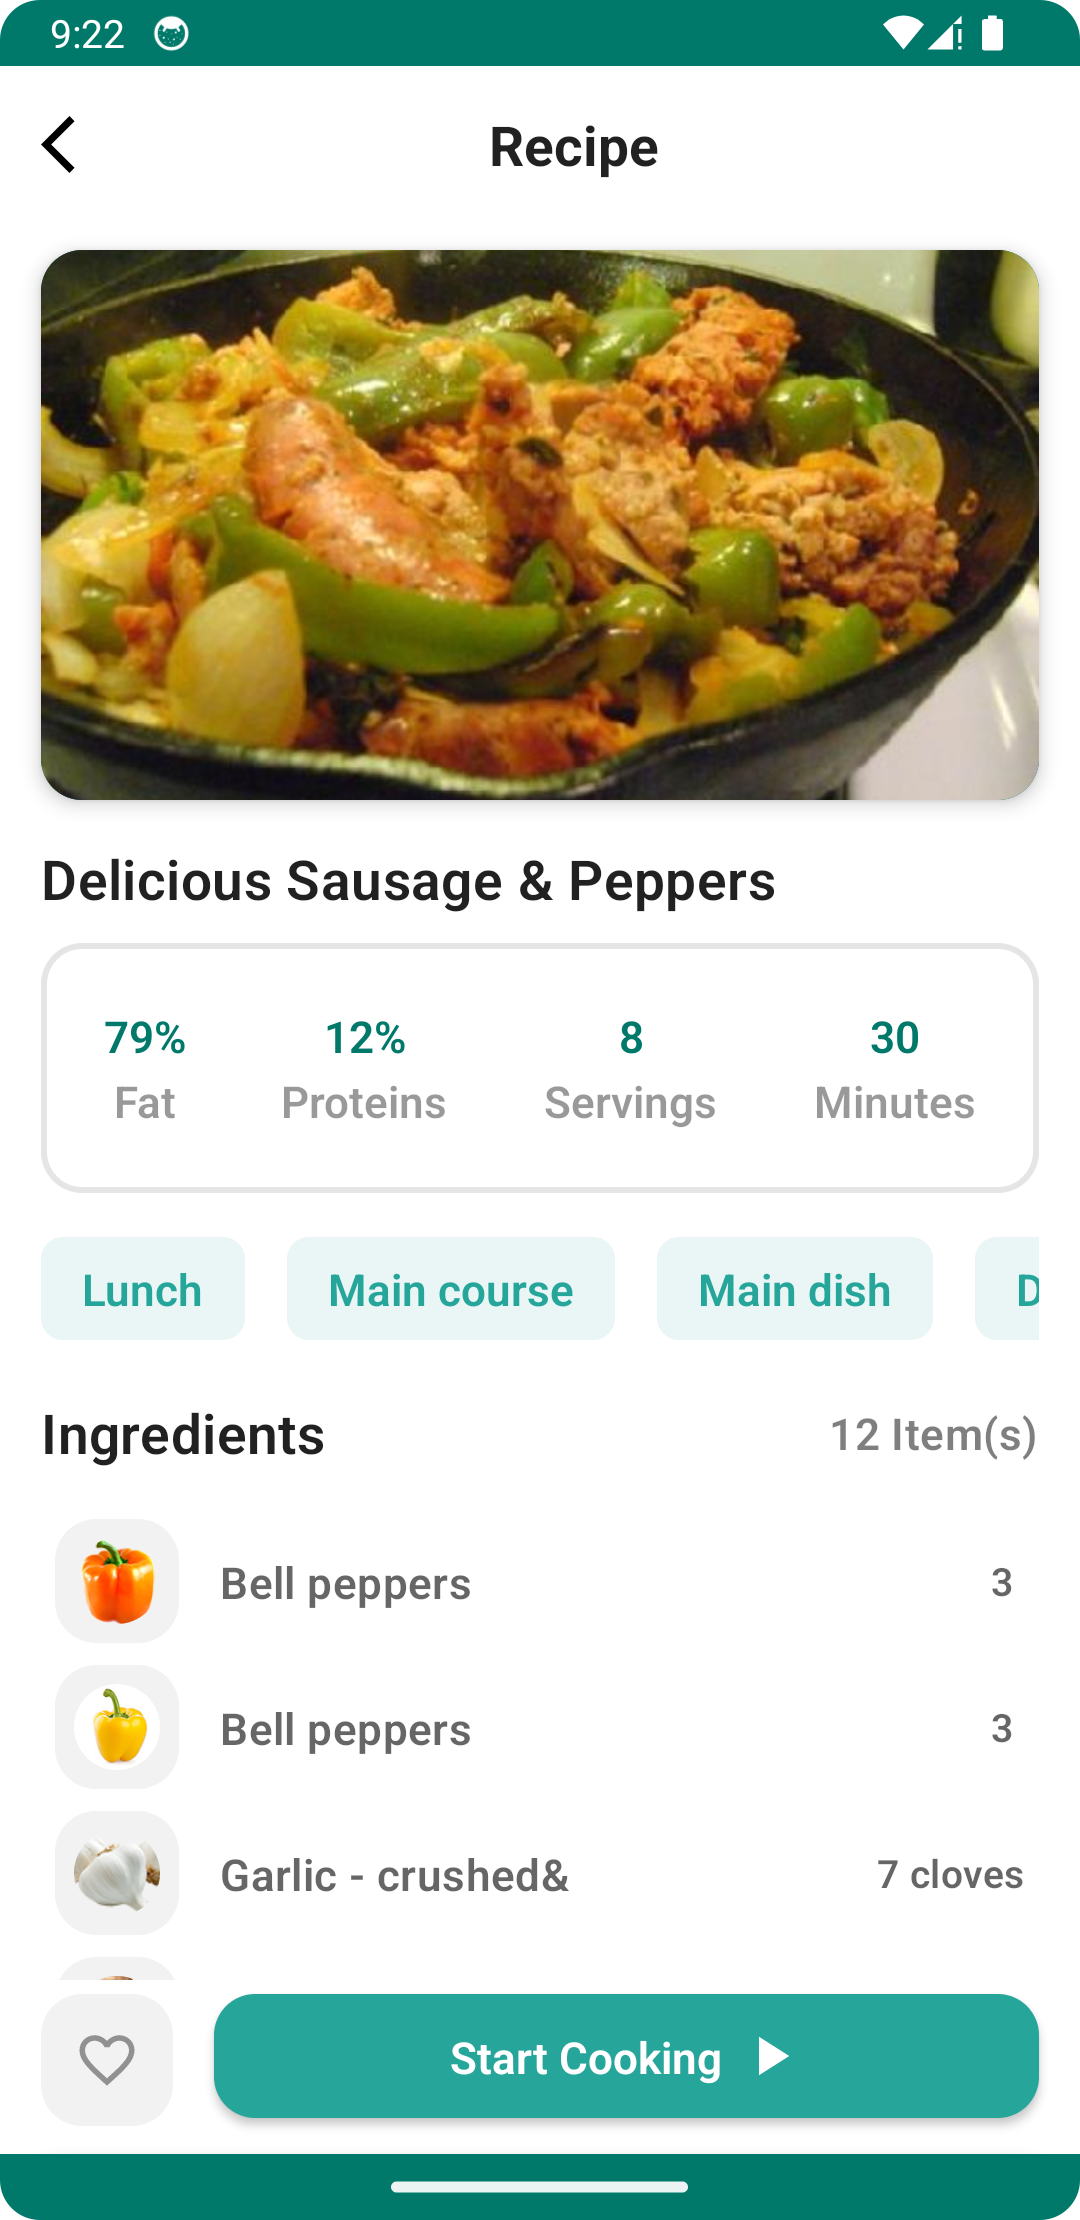 9:22
Recipe
Delicious Sausage & Peppers
79% 12% 8 30
Fat Proteins Servings Minutes
Lunch Main course Main dish D
Ingredients 12 Item(s)
Bell peppers 3
Bell peppers 3
Garlic - crushed& 7 cloves
Start Cooking